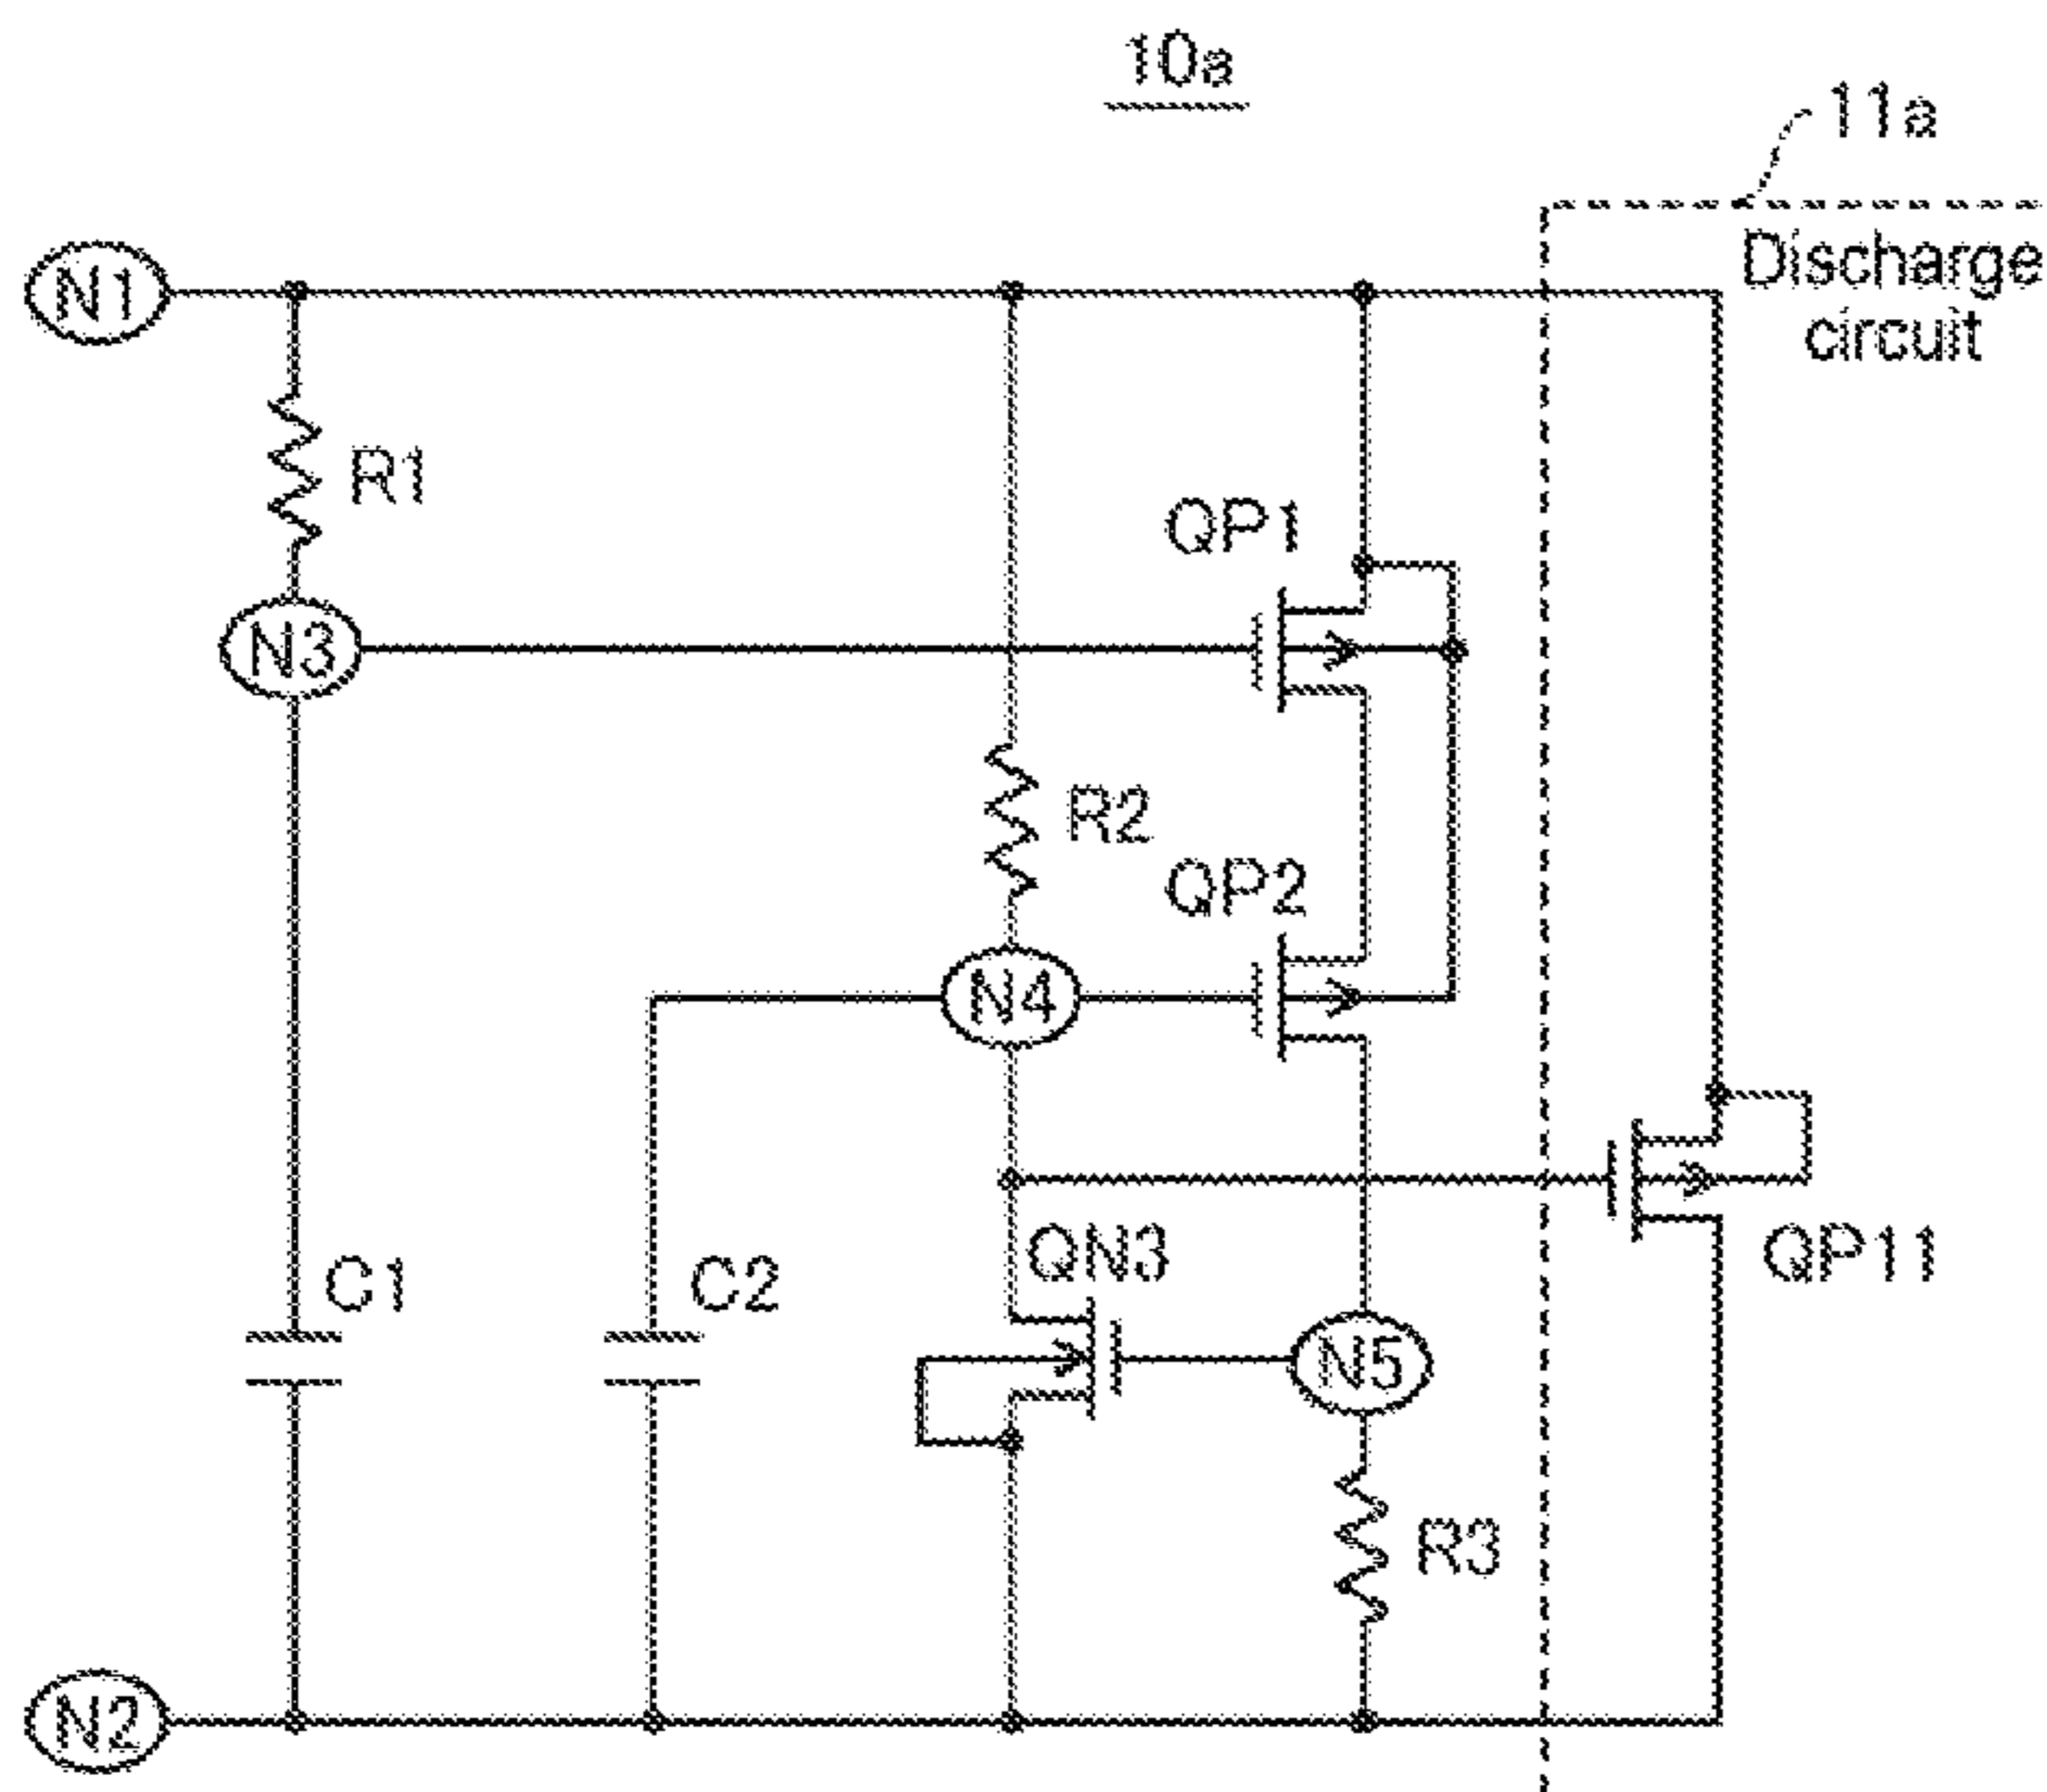 10a
11a
Discharge
circuit
N1
R1
QP1
N3
R2
QP2
N4
QN3
QP11
C1
C2
N5
R3
N2